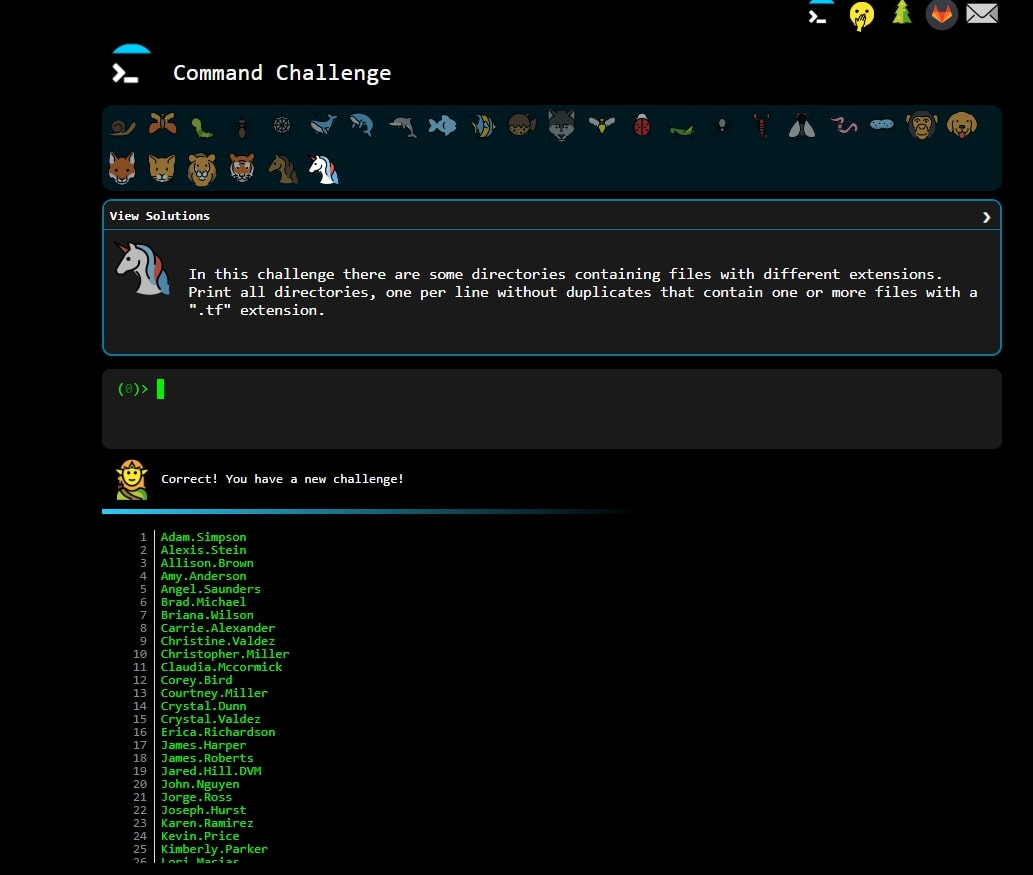 Command Challenge
View Solutions
In this challenge there are some directories containing files with different extensions.
Print all directories, one per line without duplicates that contain one or more files with a
".tf" extension.
(0)>
Correct! You have a new challenge!
1 Adam.Simpson
2 Alexis.Stein
3 Allison.Brown
4 Amy.Anderson
5 Angel.Saunders
6 Brad.Michael
7 Briana.Wilson
8 Carrie.Alexander
9 Christine.Valdez
10 Christopher.Miller
11 Claudia.Mccormick
12 Corey.Bird
13 Courtney.Miller
14 Crystal.Dunn
15 Crystal.Valdez
16 Erica.Richardson
17 James.Harper
18 James.Roberts
19 Jared.Hill.DVM
20 John.Nguyen
21 Jorge.Ross
22 Joseph.Hurst
23 Karen.Ramirez
24 Kevin.Price
25 Kimberly.Parker
26 Lori.Macias